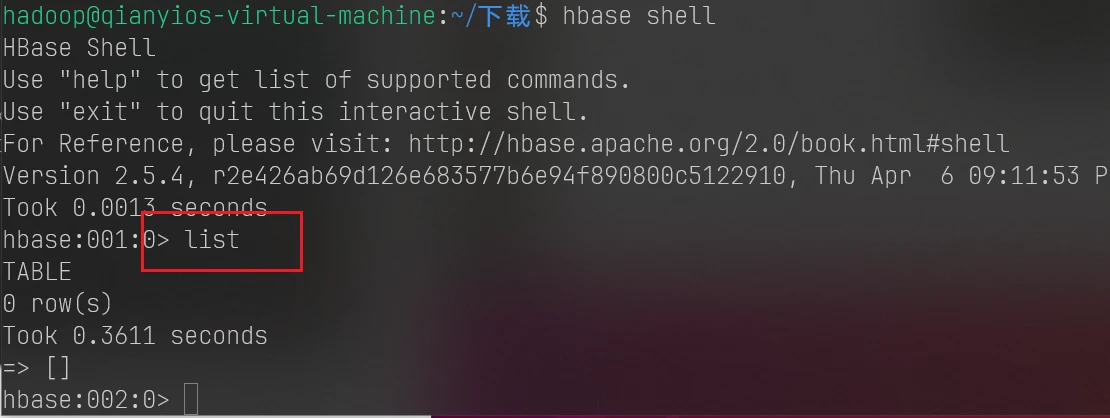 hadoop@qianyios-virtual-machine:~/下载$ hbase shell
HBase Shell
Use "help" to get list of supported commands.
Use "exit" to quit this interactive shell.
For Reference, please visit: http://hbase.apache.org/2.0/book.html#shell
Version 2.5.4, r2e426ab69d126e683577b6e94f890800c5122910, Thu Apr  6 09:11:53 P
Took 0.0013 seconds
hbase:001:0> list
TABLE
0 row(s)
Took 0.3611 seconds
=> []
hbase:002:0>